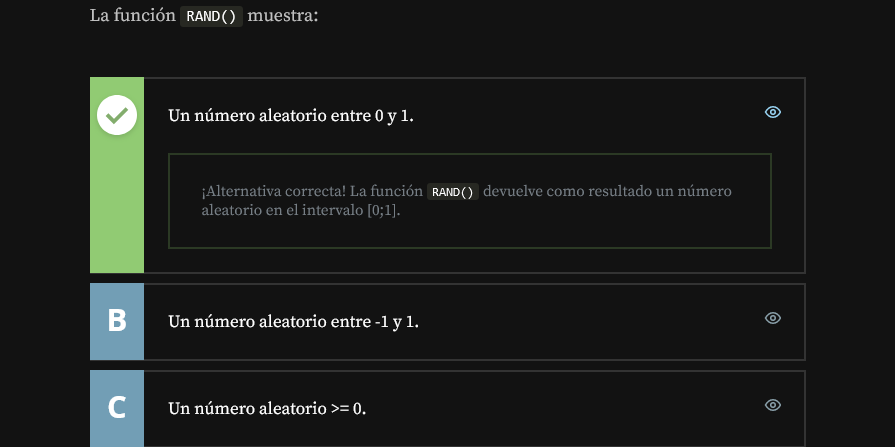 La función RAND() muestra:
Un número aleatorio entre 0 y 1.
¡Alternativa correcta! La función RAND() devuelve como resultado un número
aleatorio en el intervalo [0;1].
B
Un número aleatorio entre -1 y 1.
C
Un número aleatorio >= 0.